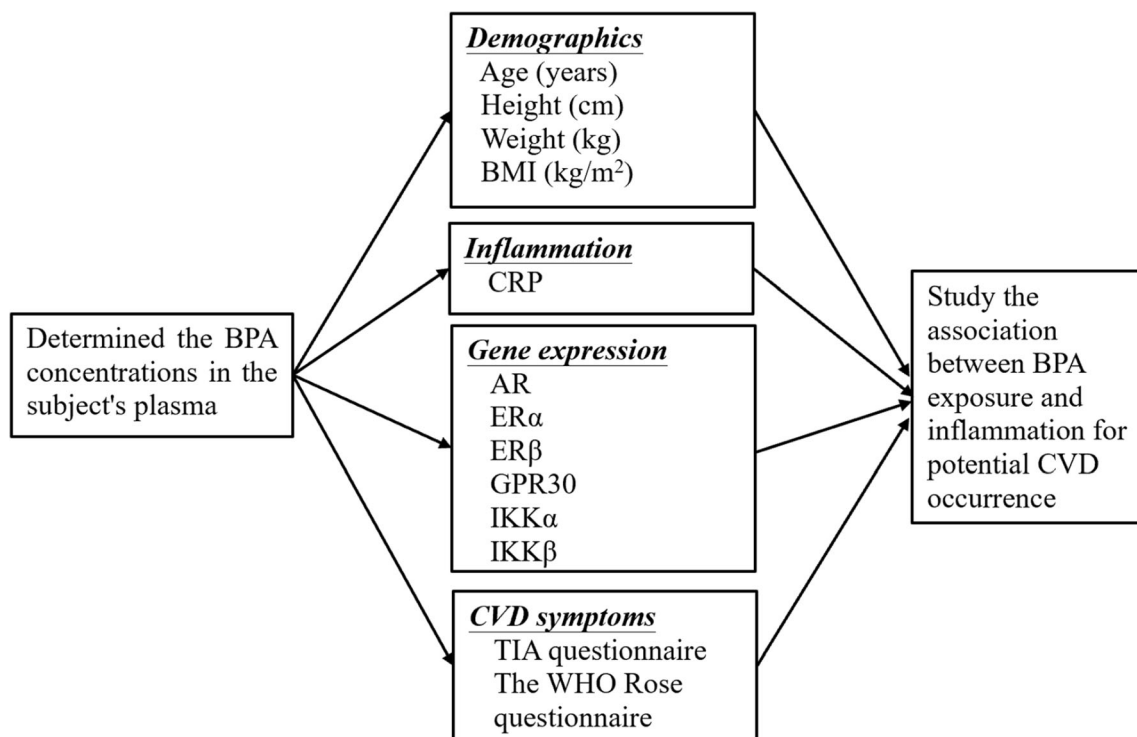 Determined the BPA
concentrations in the
subject's plasma
Demographics
Age (years)
Height (cm)
Weight (kg)
BMI (kg/m²)
Inflammation
CRP
Gene expression
AR
ERα
ERβ
GPR30
IKKα
IKKβ
CVD symptoms
TIA questionnaire
The WHO Rose
questionnaire
Study the
association
between BPA
exposure and
inflammation for
potential CVD
occurrence